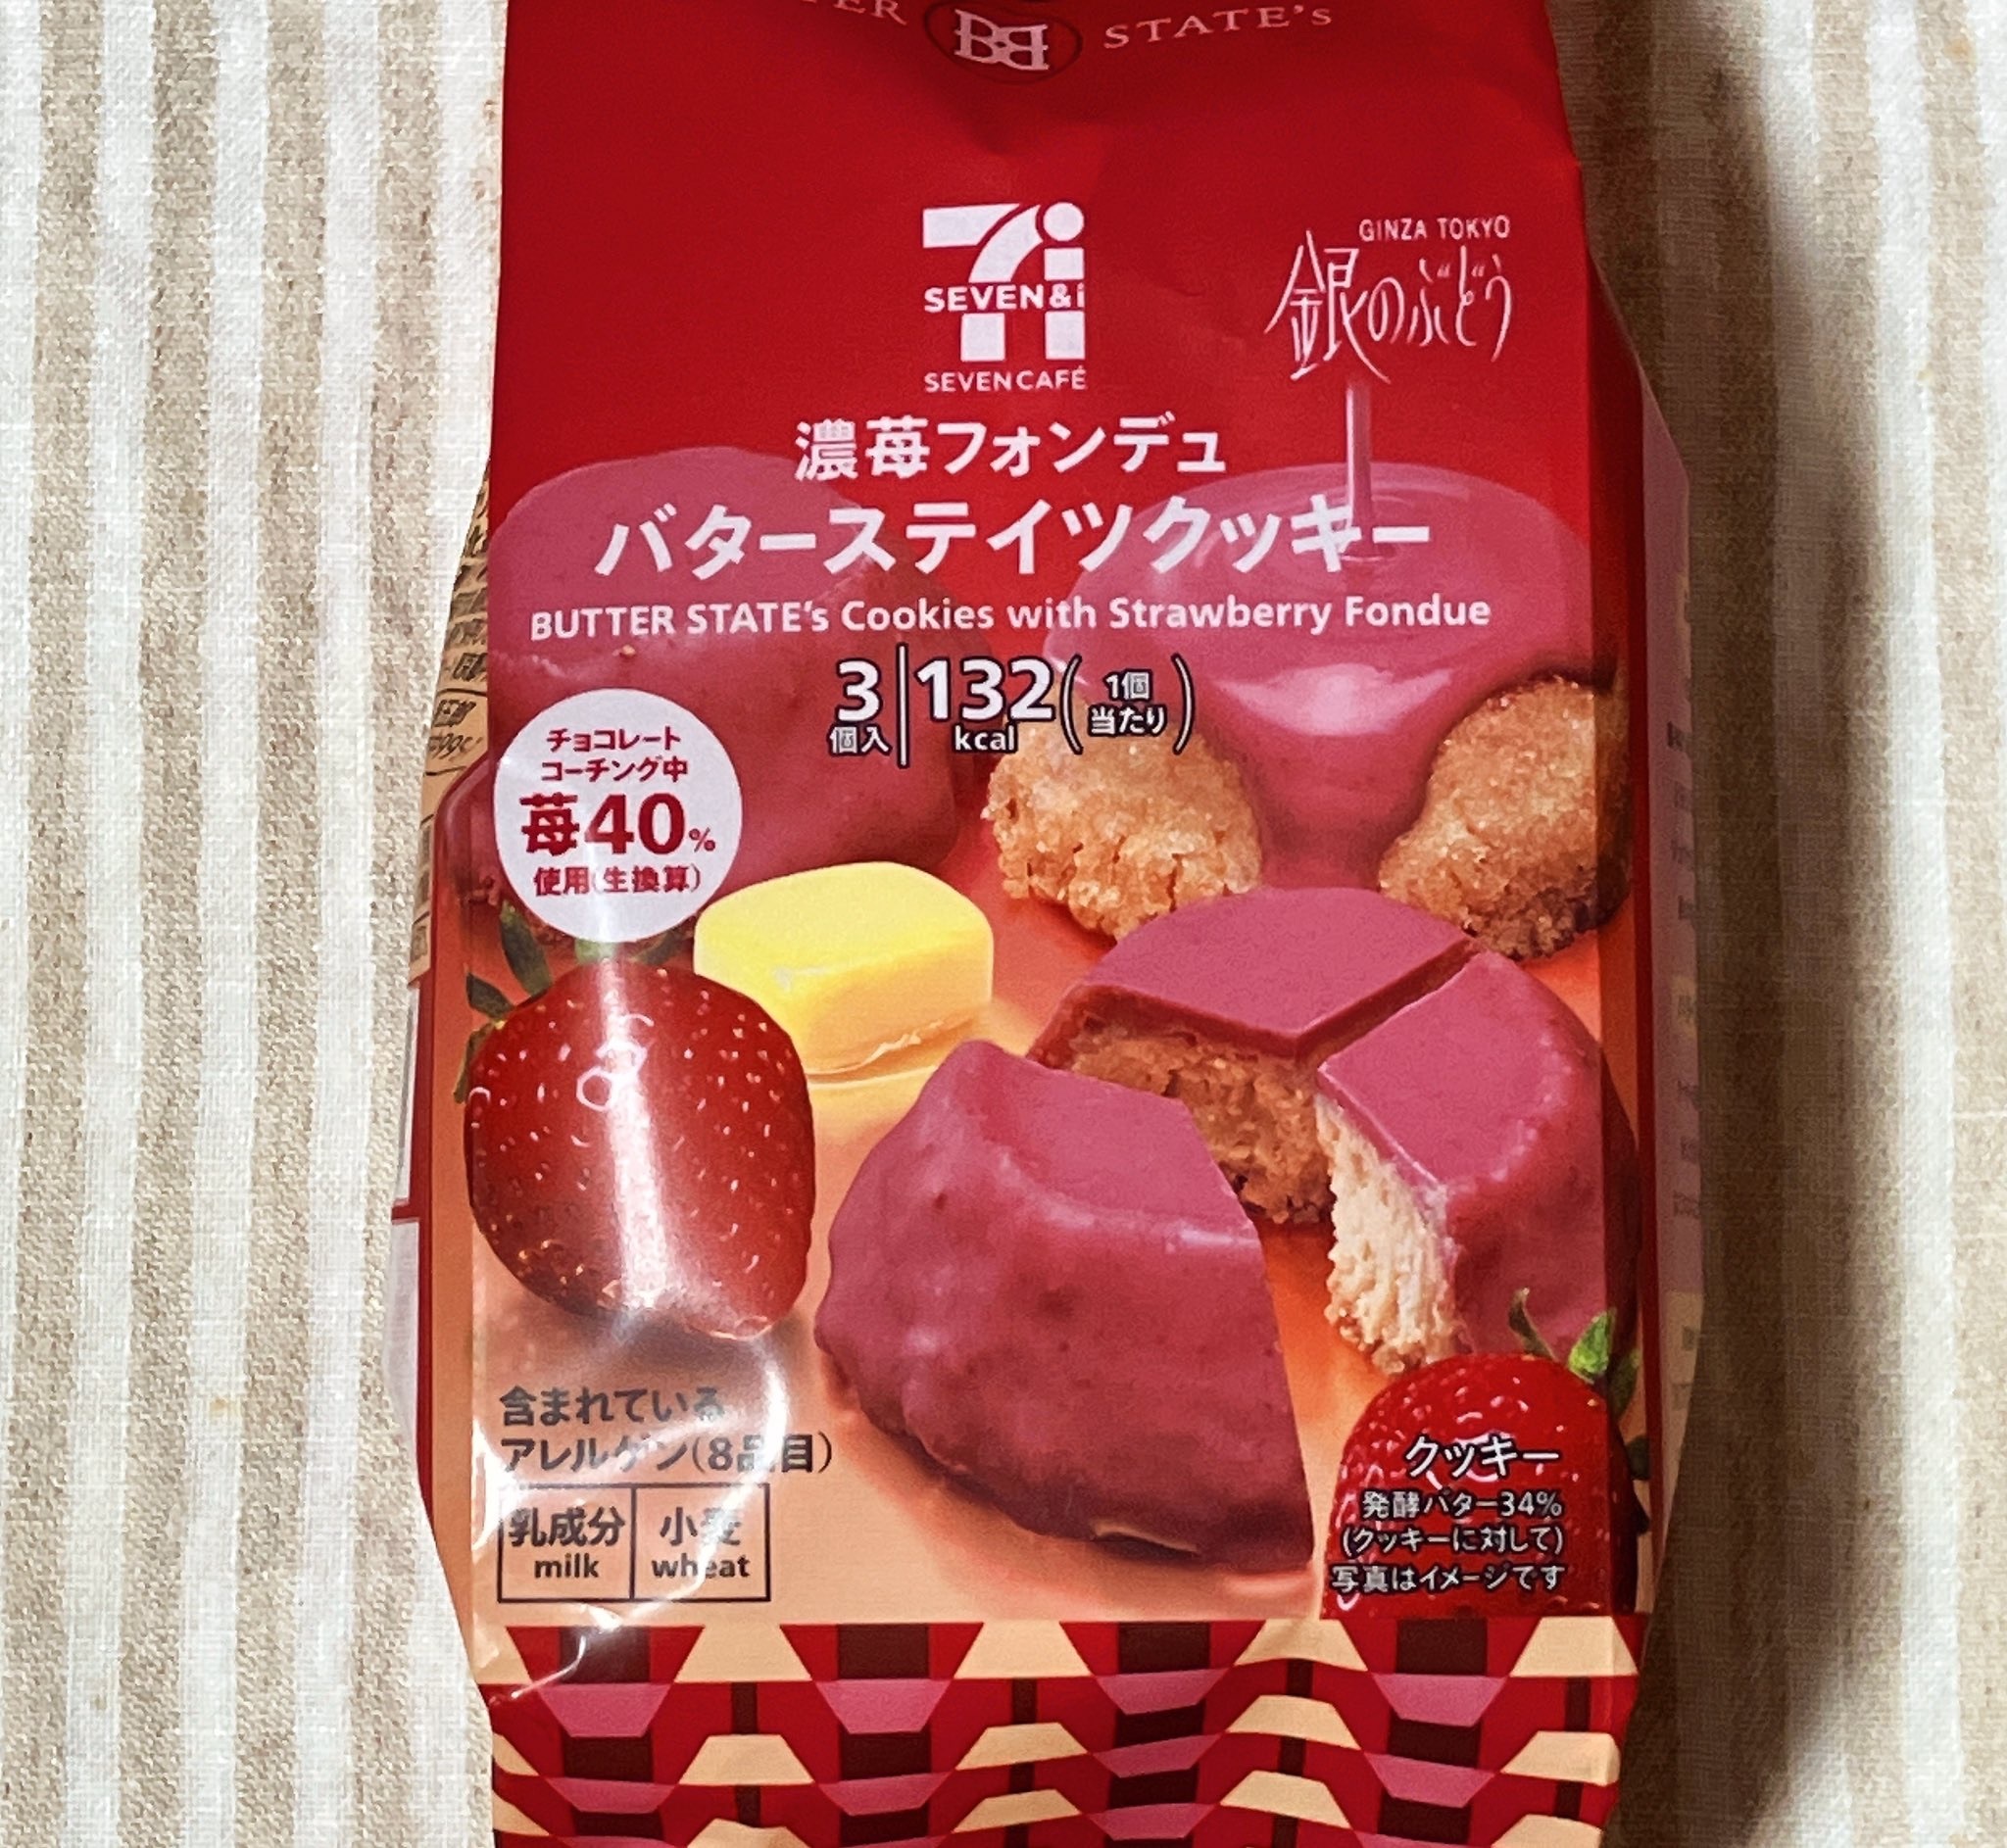 STATE's
SEVEN&i
SEVEN CAFÉ
GINZA TOKYO
銀のぶどう
濃苺フォンデュ
バターステイツクッキー
BUTTER STATE's Cookies with Strawberry Fondue
3個入
132kcal(1個当たり)
チョコレート
コーチング中
苺40%
使用(生換算)
含まれている
アレルゲン(8品目)
乳成分 小麦
milk wheat
クッキー
発酵バター34%
(クッキーに対して)
写真はイメージです